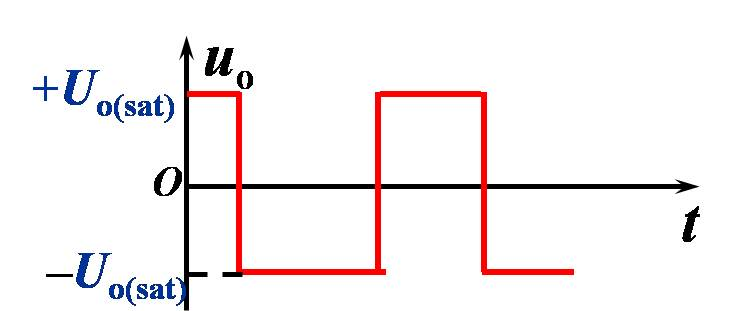 u₀
+U₀(sat)
O
t
–U₀(sat)